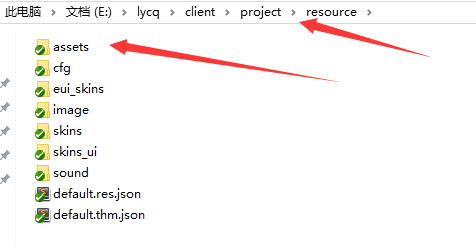 此电脑 > 文档 (E:) > lycq > client > project > resource >
assets
cfg
eui_skins
image
skins
skins_ui
sound
default.res.json
default.thm.json